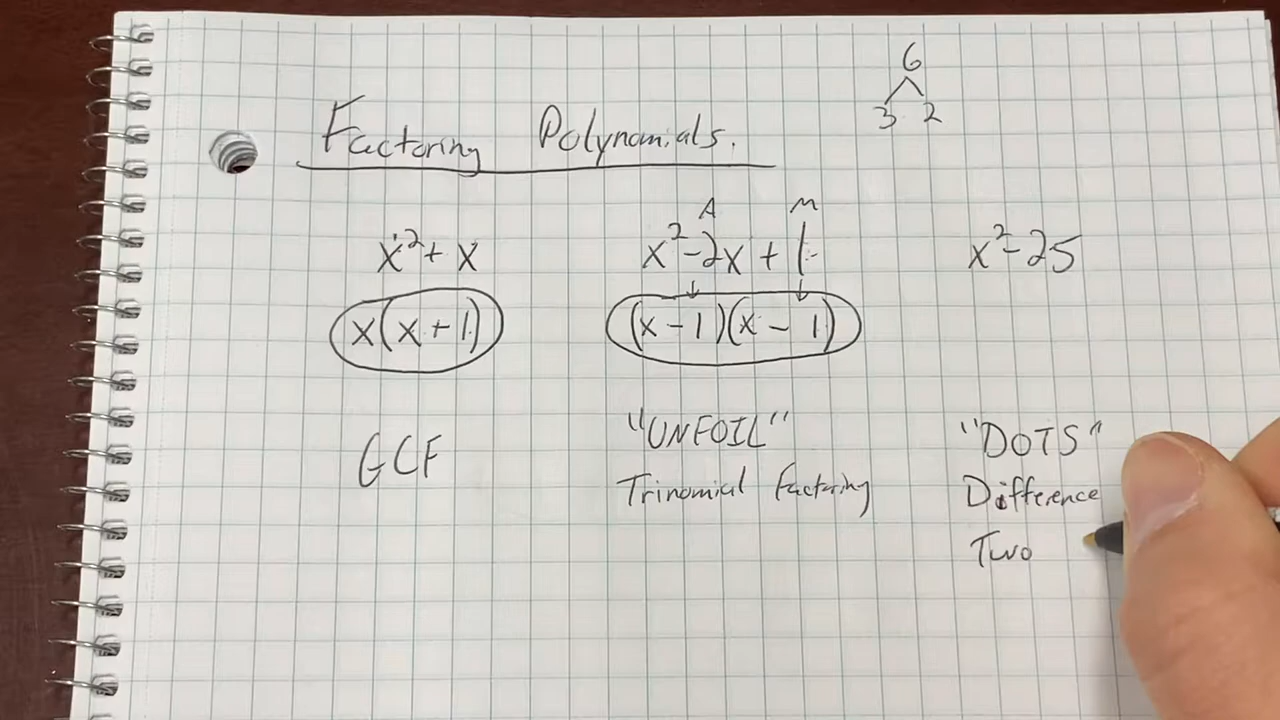 6
3 2
Factoring Polynomials.
A M
x²+ x
x²-2x + 1
x²-25
x(x+1)
(x-1)(x-1)
GCF
"UNFOIL"
Trinomial Factoring
"DOTS"
Difference
Two